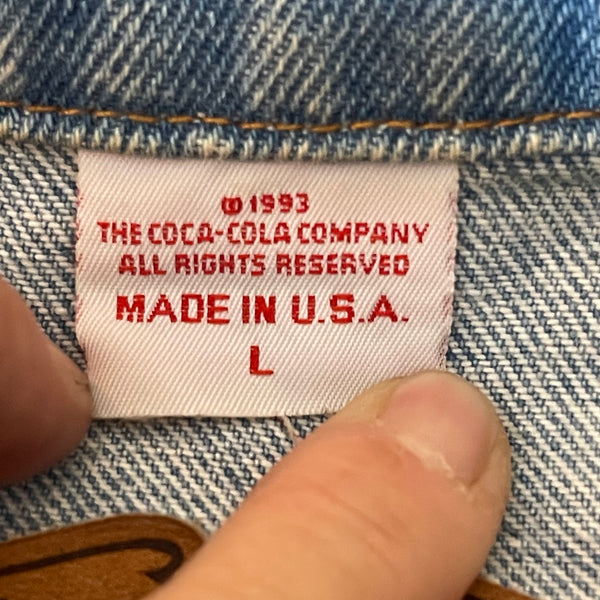 © 1993
THE COCA-COLA COMPANY
ALL RIGHTS RESERVED
MADE IN U.S.A.
L